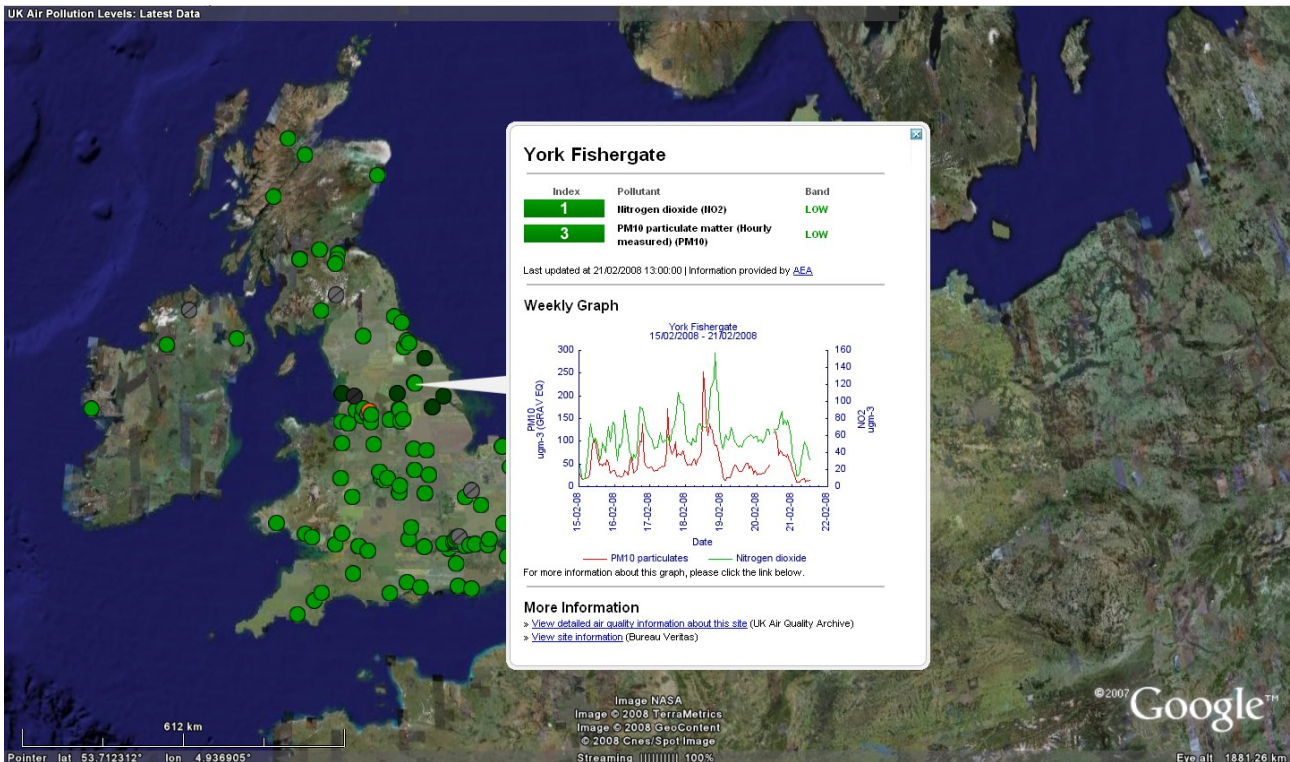 UK Air Pollution Levels: Latest Data
York Fishergate
Index Pollutant Band
1 Nitrogen dioxide (NO2) LOW
3 PM10 particulate matter (Hourly measured) (PM10) LOW
Last updated at 21/02/2008 13:00:00 | Information provided by AEA
Weekly Graph
York Fishergate
15/02/2008 - 21/02/2008
300
250
200
150
100
50
0
PM10
ugm-3 (GRAV EQ)
160
140
120
100
80
60
40
20
0
NO2
ugm-3
15-02-08
16-02-08
17-02-08
18-02-08
19-02-08
20-02-08
21-02-08
22-02-08
Date
PM10 particulates Nitrogen dioxide
For more information about this graph, please click the link below.
More Information
» View detailed air quality information about this site (UK Air Quality Archive)
» View site information (Bureau Veritas)
612 km
Image NASA
Image © 2008 TerraMetrics
Image © 2008 GeoContent
© 2008 Cnes/Spot Image
©2007 Google™
Pointer lat 53.712312° lon 4.936905°
Streaming |||||||||| 100%
Eye alt 1881.26 km